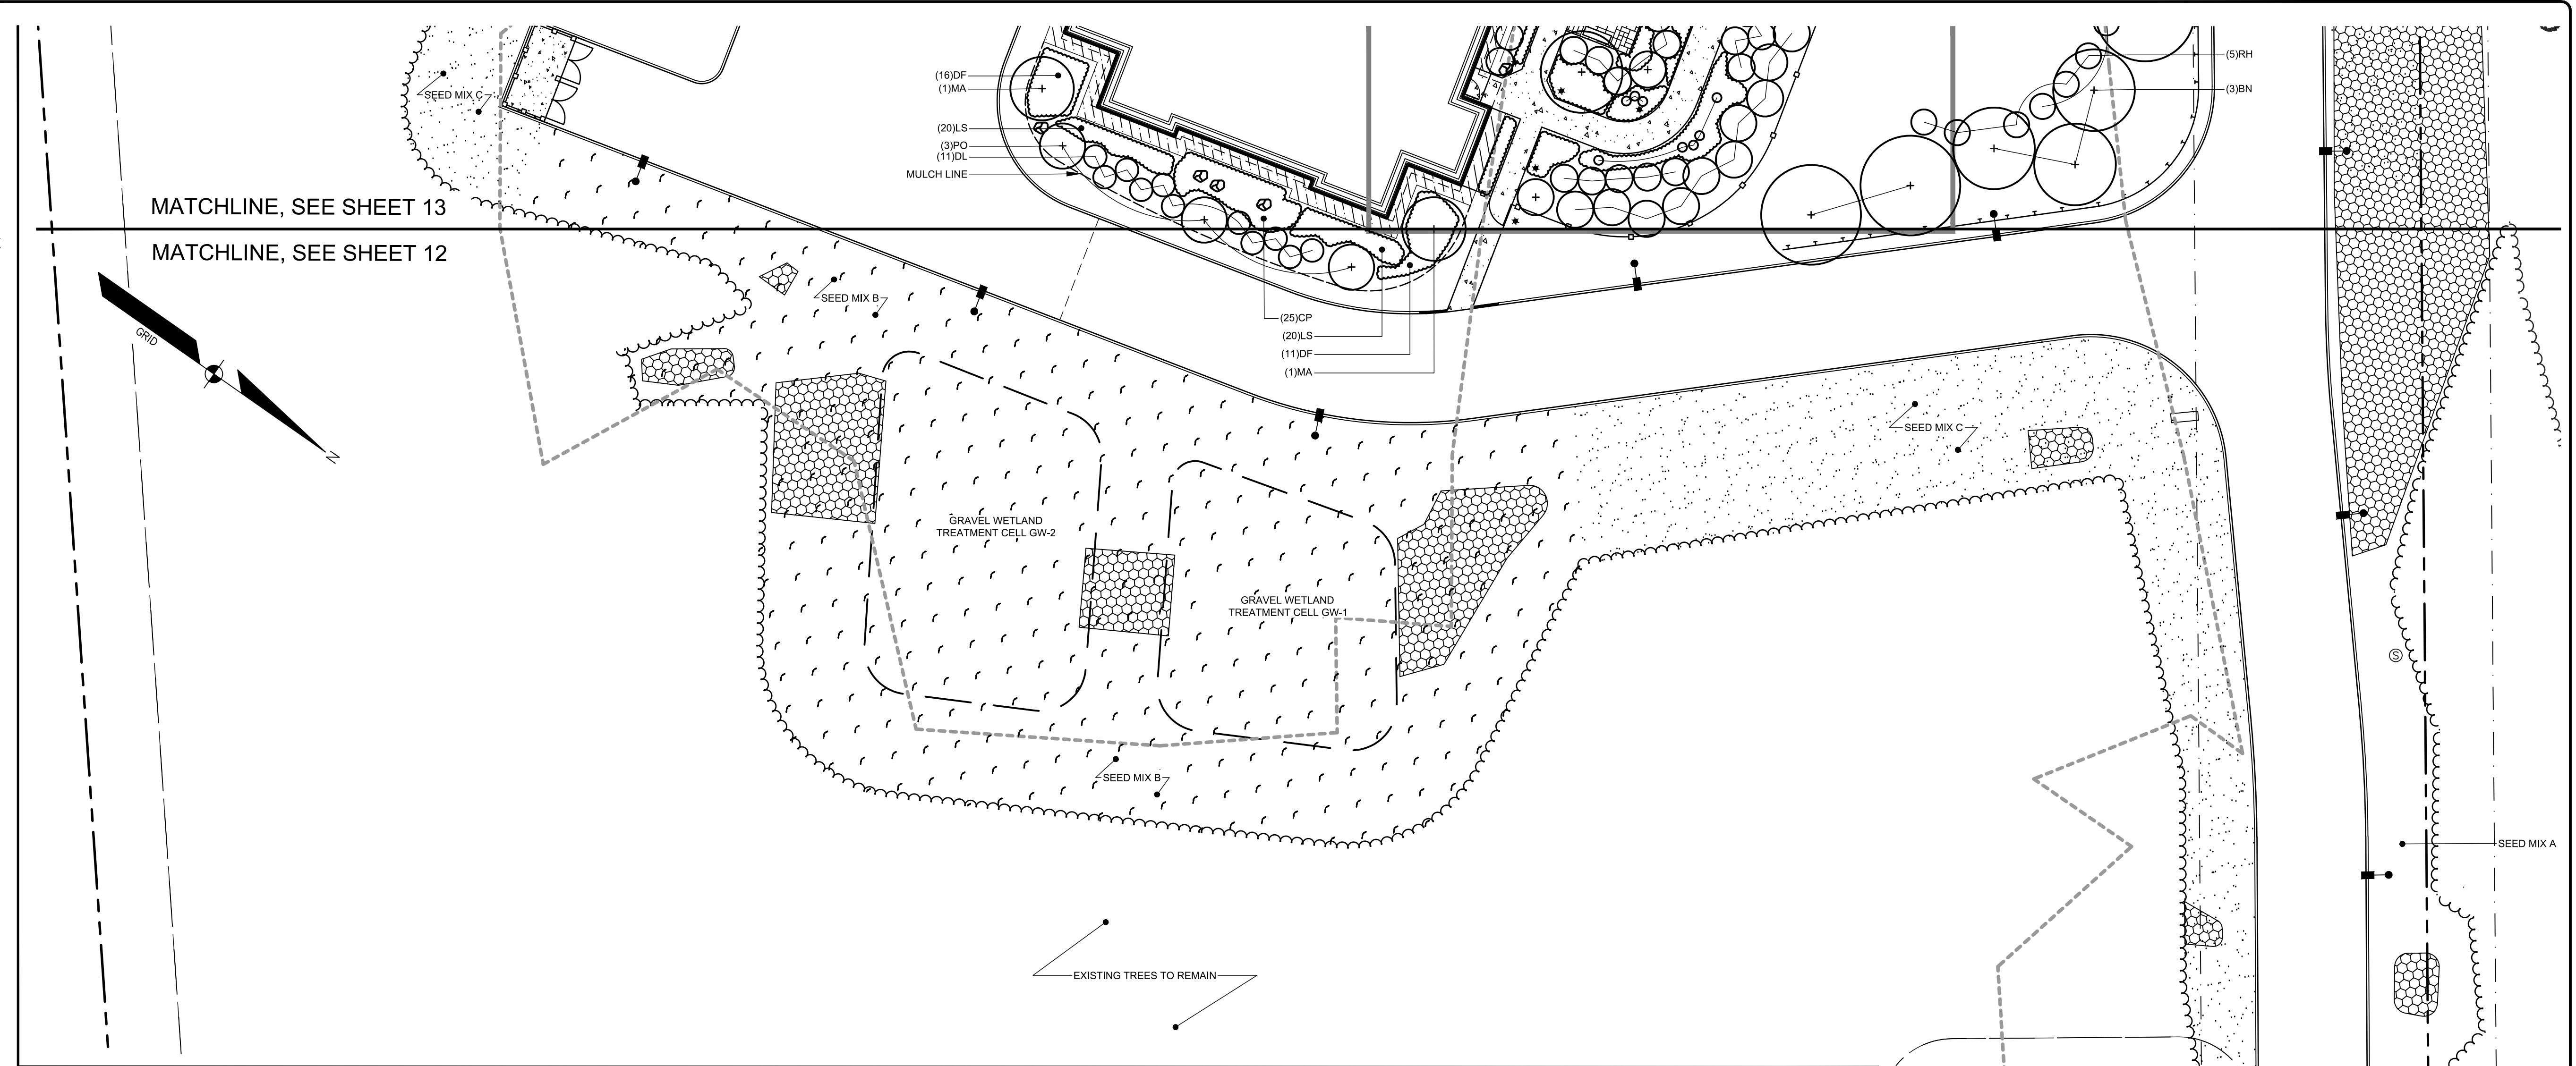 (5)RH
(16)DF
(1)MA
(3)BN
SEED MIX C
(20)LS
(3)PO
(11)DL
MULCH LINE
MATCHLINE, SEE SHEET 13
MATCHLINE, SEE SHEET 12
SEED MIX B
(25)CP
GRID
(20)LS
(11)DF
(1)MA
SEED MIX C
N
GRAVEL WETLAND
TREATMENT CELL GW-2
GRAVEL WETLAND
TREATMENT CELL GW-1
S
SEED MIX B
SEED MIX A
EXISTING TREES TO REMAIN